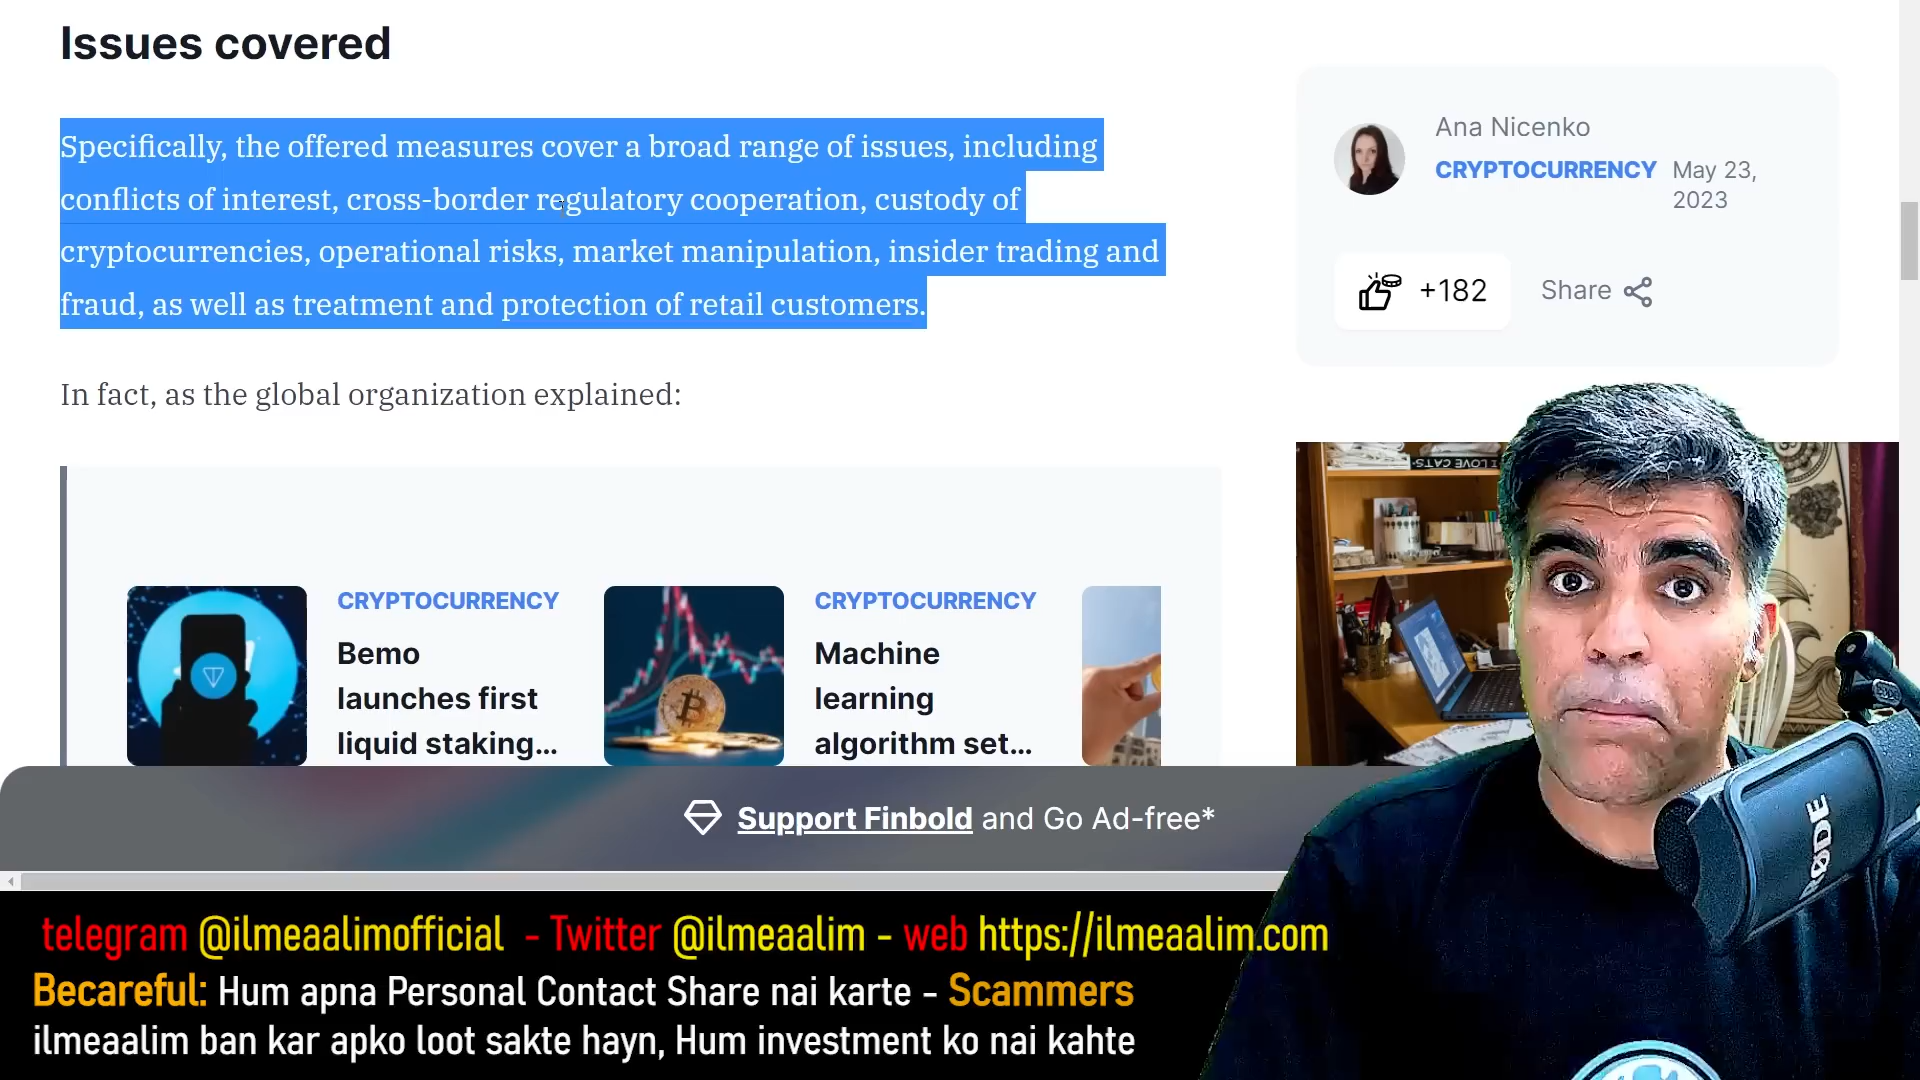 Issues covered
Specifically, the offered measures cover a broad range of issues, including
conflicts of interest, cross-border regulatory cooperation, custody of
cryptocurrencies, operational risks, market manipulation, insider trading and
fraud, as well as treatment and protection of retail customers.
In fact, as the global organization explained:
Ana Nicenko
CRYPTOCURRENCY May 23,
2023
+182 Share
I LOVE CATS
CRYPTOCURRENCY
Bemo
launches first
liquid staking...
CRYPTOCURRENCY
Machine
learning
algorithm set...
Support Finbold and Go Ad-free*
RØDE
telegram @ilmeaalimofficial - Twitter @ilmeaalim - web https://ilmeaalim.com
Becareful: Hum apna Personal Contact Share nai karte - Scammers
ilmeaalim ban kar apko loot sakte hayn, Hum investment ko nai kahte